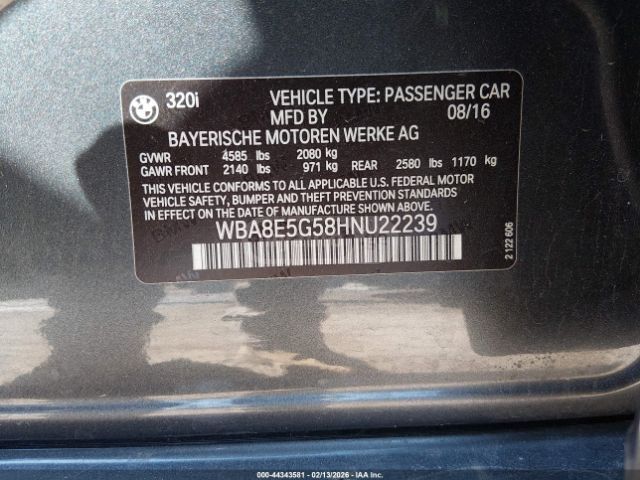 BMW
320i VEHICLE TYPE: PASSENGER CAR
MFD BY 08/16
BAYERISCHE MOTOREN WERKE AG
GVWR 4585 lbs 2080 kg
GAWR FRONT 2140 lbs 971 kg REAR 2580 lbs 1170 kg
THIS VEHICLE CONFORMS TO ALL APPLICABLE U.S. FEDERAL MOTOR
VEHICLE SAFETY, BUMPER AND THEFT PREVENTION STANDARDS
IN EFFECT ON THE DATE OF MANUFACTURE SHOWN ABOVE.
WBA8E5G58HNU22239
2 122 606
000-44343581 - 02/13/2026 - IAA, Inc.